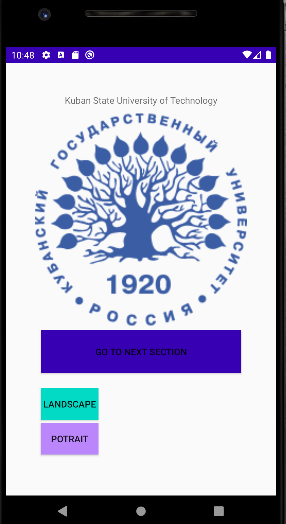 10:48
Kuban State University of Technology
КУБАНСКИЙ ГОСУДАРСТВЕННЫЙ УНИВЕРСИТЕТ
1920
РОССИЯ
GO TO NEXT SECTION
LANDSCAPE
POTRAIT